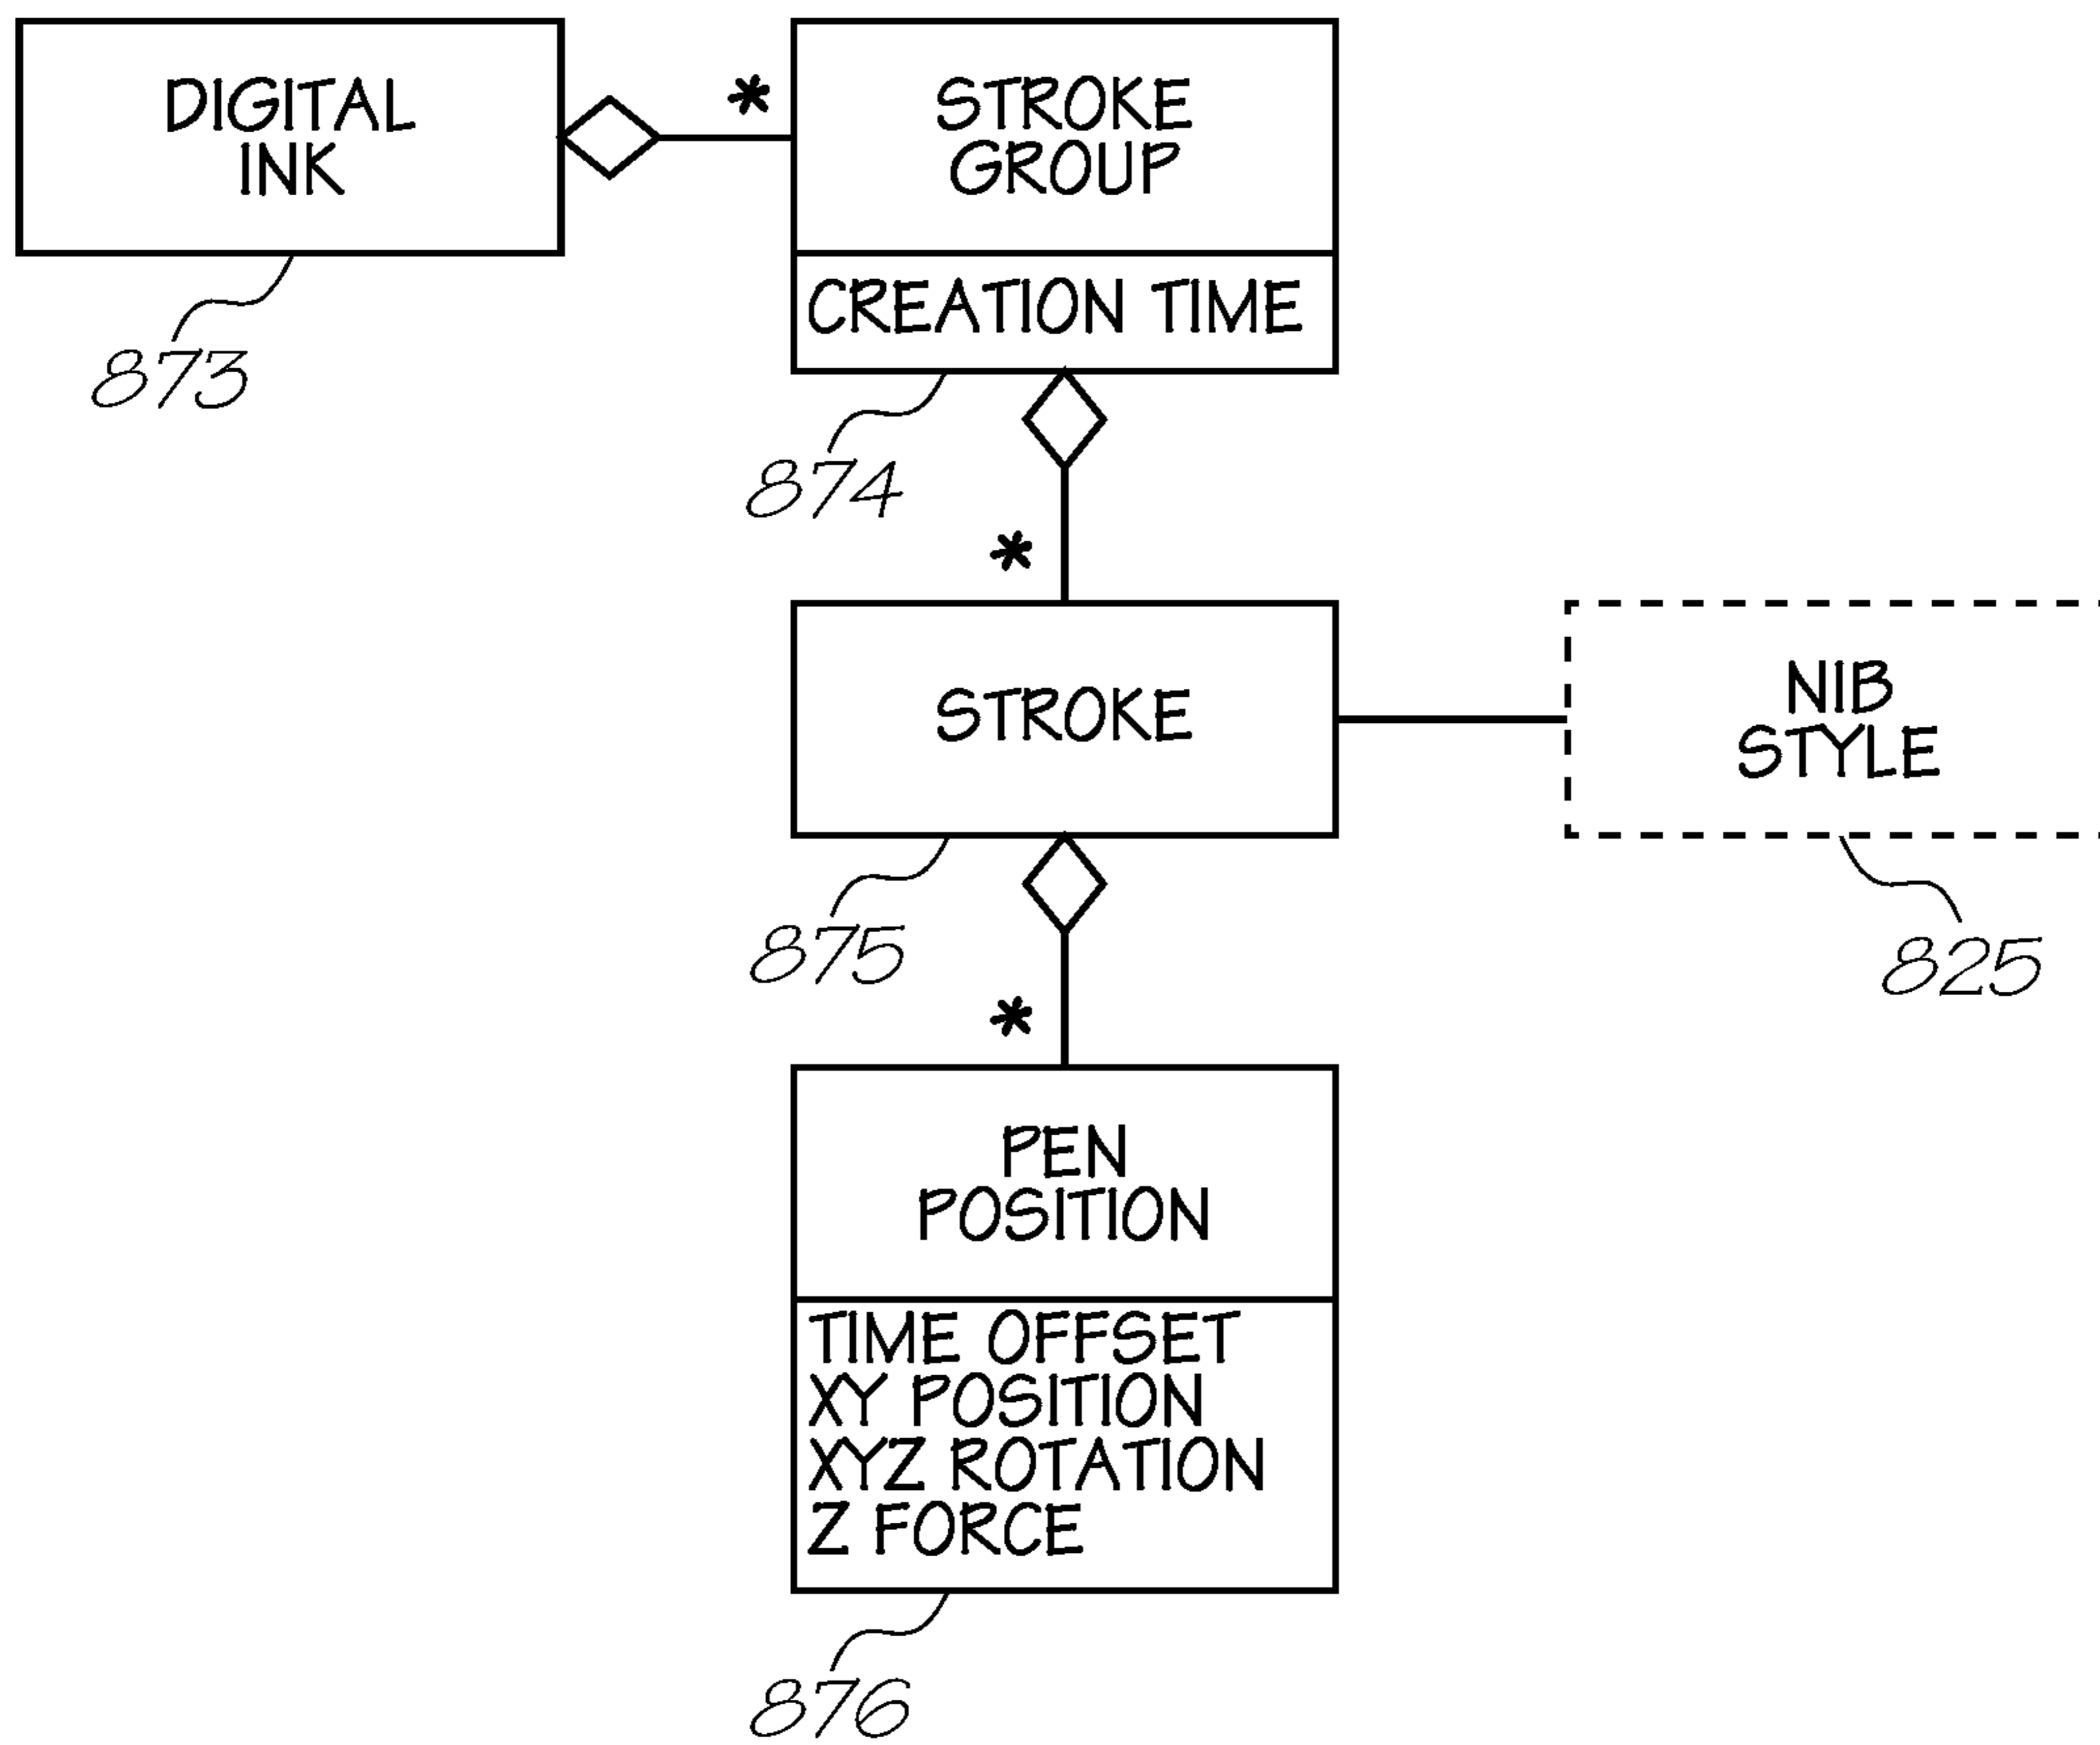 DIGITAL
INK
*
STROKE
GROUP
CREATION TIME
873
874
*
STROKE
NIB
STYLE
875
825
*
PEN
POSITION
TIME OFFSET
XY POSITION
XYZ ROTATION
Z FORCE
876